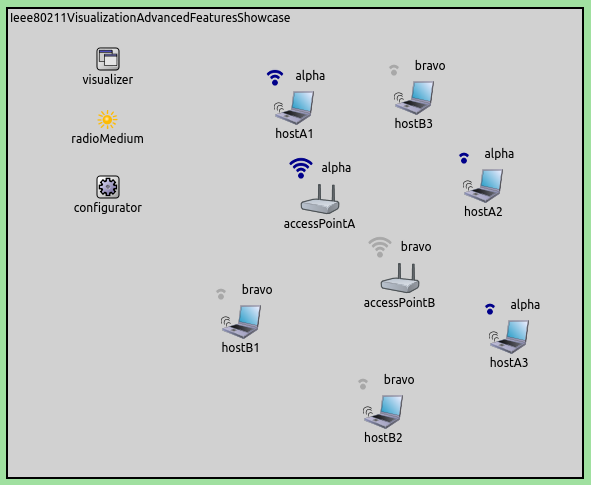 Ieee80211VisualizationAdvancedFeaturesShowcase
visualizer
radioMedium
configurator
alpha
hostA1
bravo
hostB3
alpha
accessPointA
alpha
hostA2
bravo
accessPointB
bravo
hostB1
alpha
hostA3
bravo
hostB2